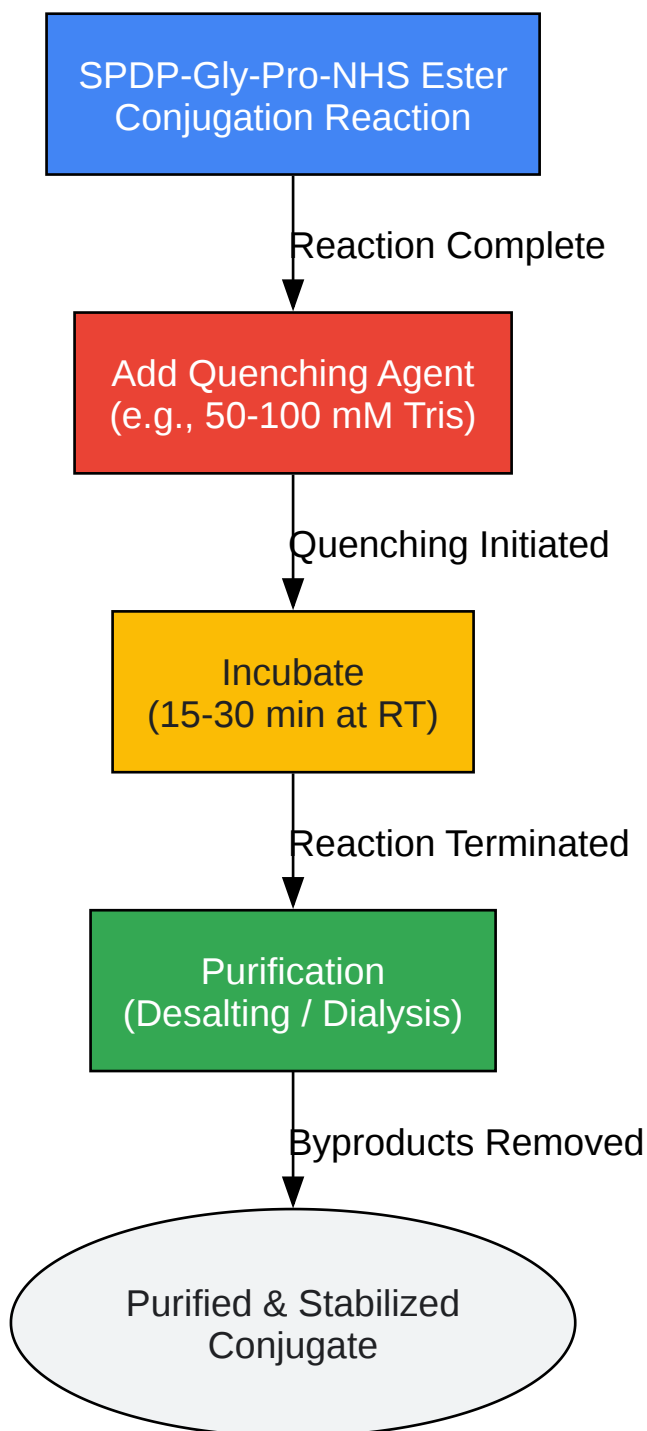 SPDP-Gly-Pro-NHS Ester
Conjugation Reaction
Reaction Complete
Add Quenching Agent
(e.g., 50-100 mM Tris)
Quenching Initiated
Incubate
(15-30 min at RT)
Reaction Terminated
Purification
(Desalting / Dialysis)
Byproducts Removed
Purified & Stabilized
Conjugate